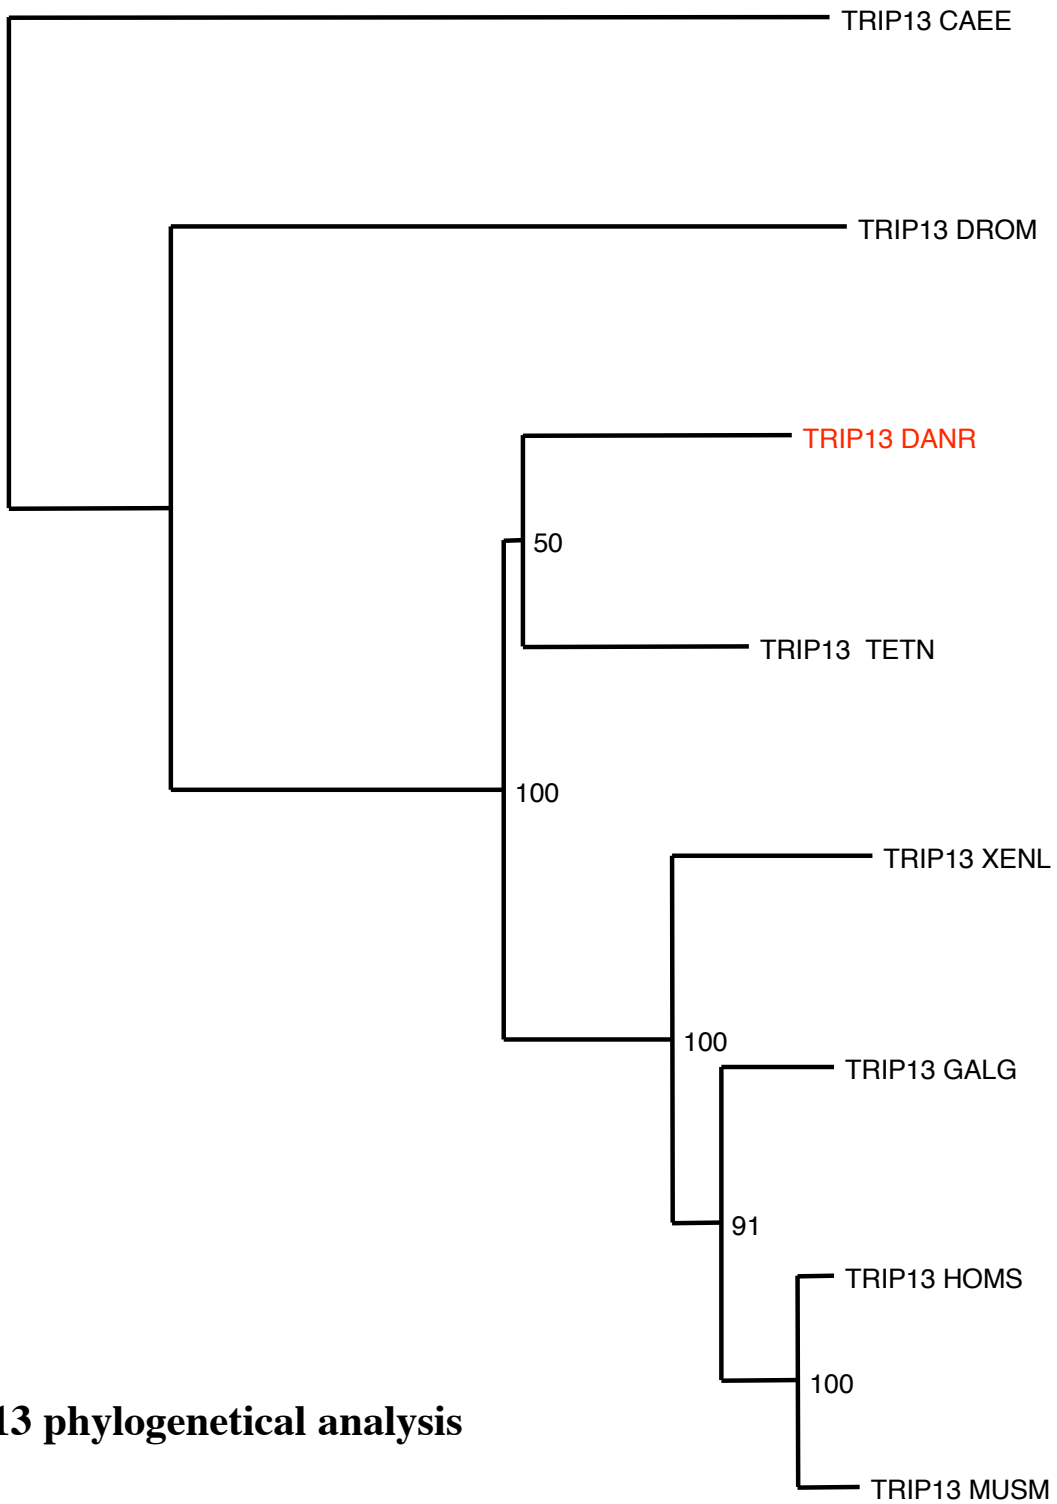 TRIP13 CAEE
TRIP13 DROM
TRIP13 DANR
50
TRIP13 TETN
100
TRIP13 XENL
100
TRIP13 GALG
91
TRIP13 HOMS
100
13 phylogenetical analysis
TRIP13 MUSM